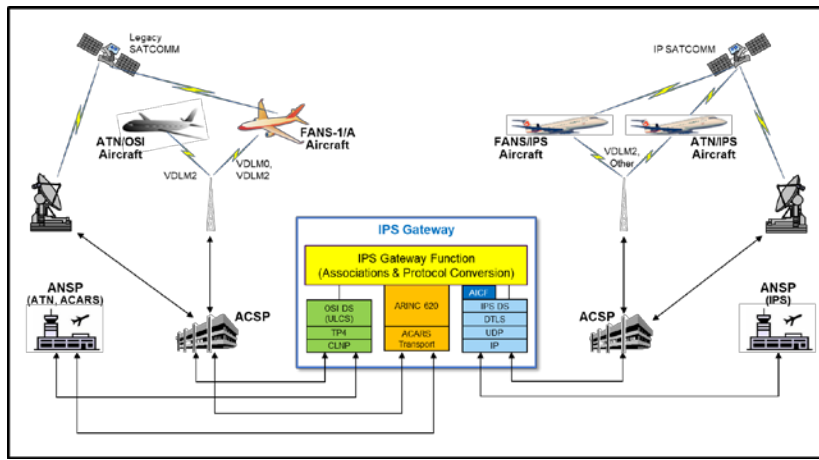 Legacy
SATCOMM
IP SATCOMM
ATN/OSI
Aircraft
FANS-1/A
Aircraft
FANS/IPS
Aircraft
ATN/IPS
Aircraft
VDLM2
VDLM0,
VDLM2
VDLM2,
Other
IPS Gateway
IPS Gateway Function
(Associations & Protocol Conversion)
ANSP
(ATN, ACARS)
ACSP
OSI DS
(ULCS)
TP4
CLNP
ARINC 620
ACARS
Transport
AICF
IPS DS
DTLS
UDP
IP
ACSP
ANSP
(IPS)